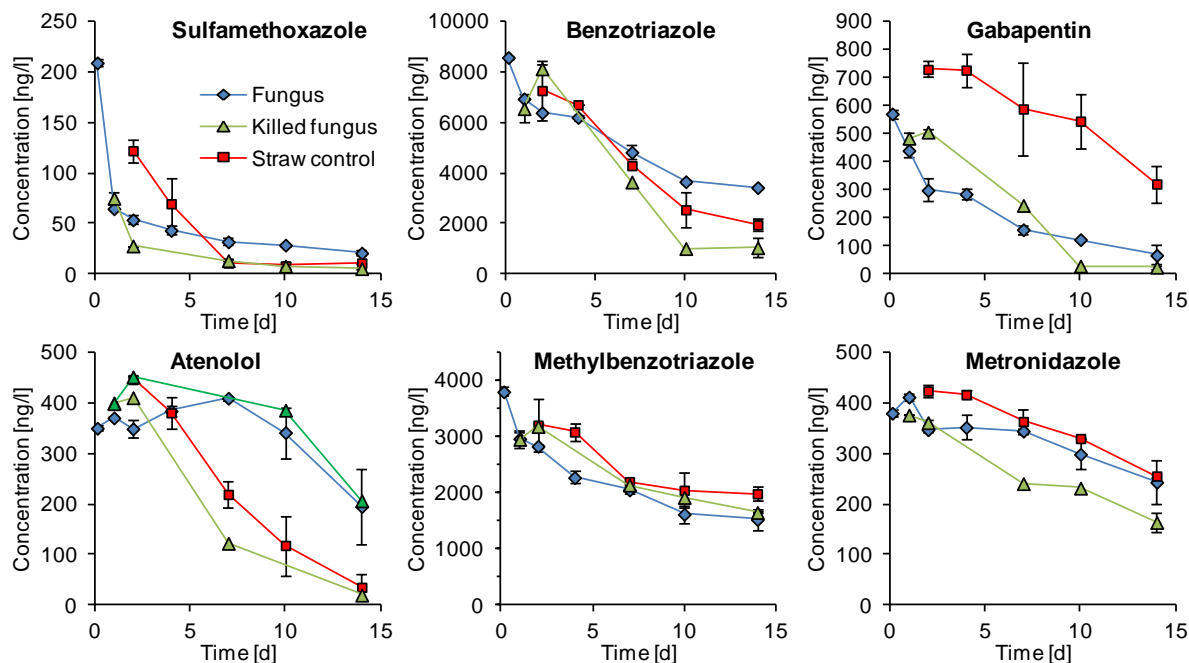 Sulfamethoxazole
Concentration [ng/l]
250
200
150
100
50
0
0 5 10 15
Time [d]
Fungus
Killed fungus
Straw control
Benzotriazole
Concentration [ng/l]
10000
8000
6000
4000
2000
0
0 5 10 15
Time [d]
Gabapentin
Concentration [ng/l]
900
800
700
600
500
400
300
200
100
0
0 5 10 15
Time [d]
Atenolol
Concentration [ng/l]
500
400
300
200
100
0
0 5 10 15
Time [d]
Methylbenzotriazole
Concentration [ng/l]
4000
3000
2000
1000
0
0 5 10 15
Time [d]
Metronidazole
Concentration [ng/l]
500
400
300
200
100
0
0 5 10 15
Time [d]